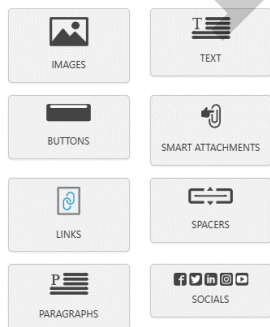 IMAGES
T
TEXT
BUTTONS
SMART ATTACHMENTS
LINKS
SPACERS
P
PARAGRAPHS
SOCIALS